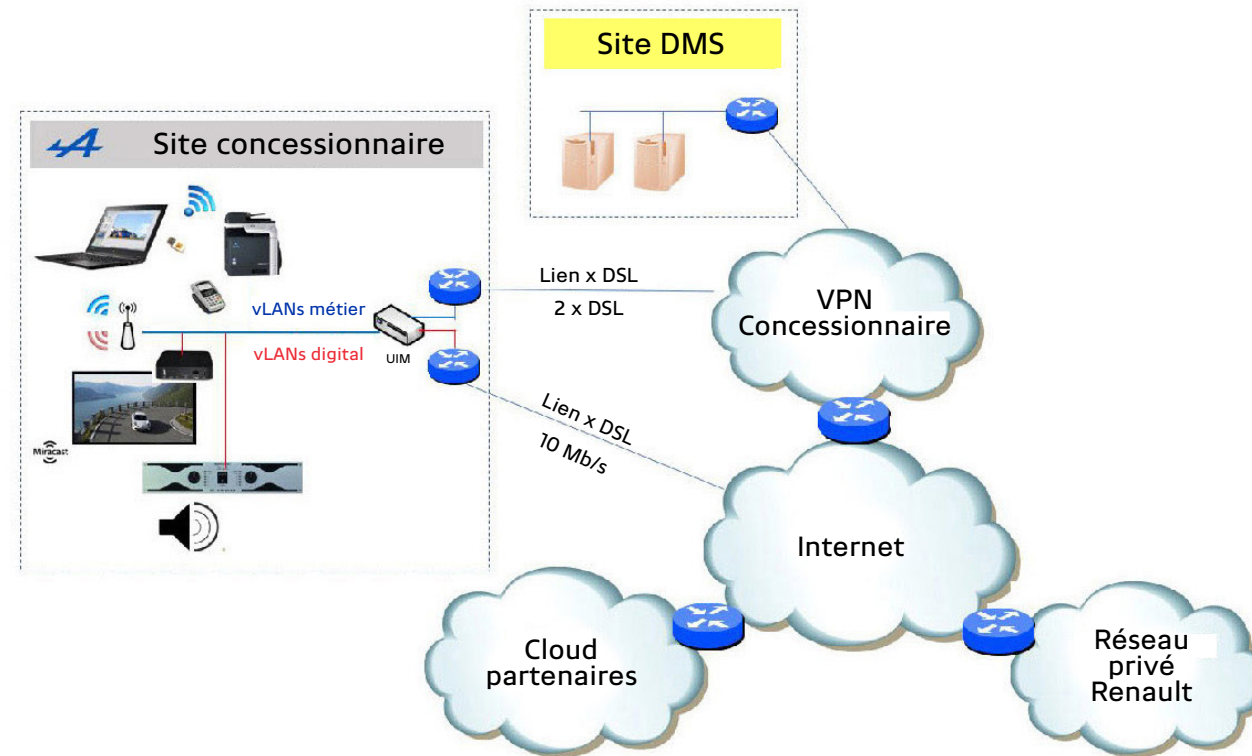 Site DMS
Site concessionnaire
Lien x DSL
2 x DSL
VPN
Concessionnaire
vLANs métier
vLANs digital
UIM
Lien x DSL
10 Mb/s
Miracast
Internet
Cloud
partenaires
Réseau
privé
Renault